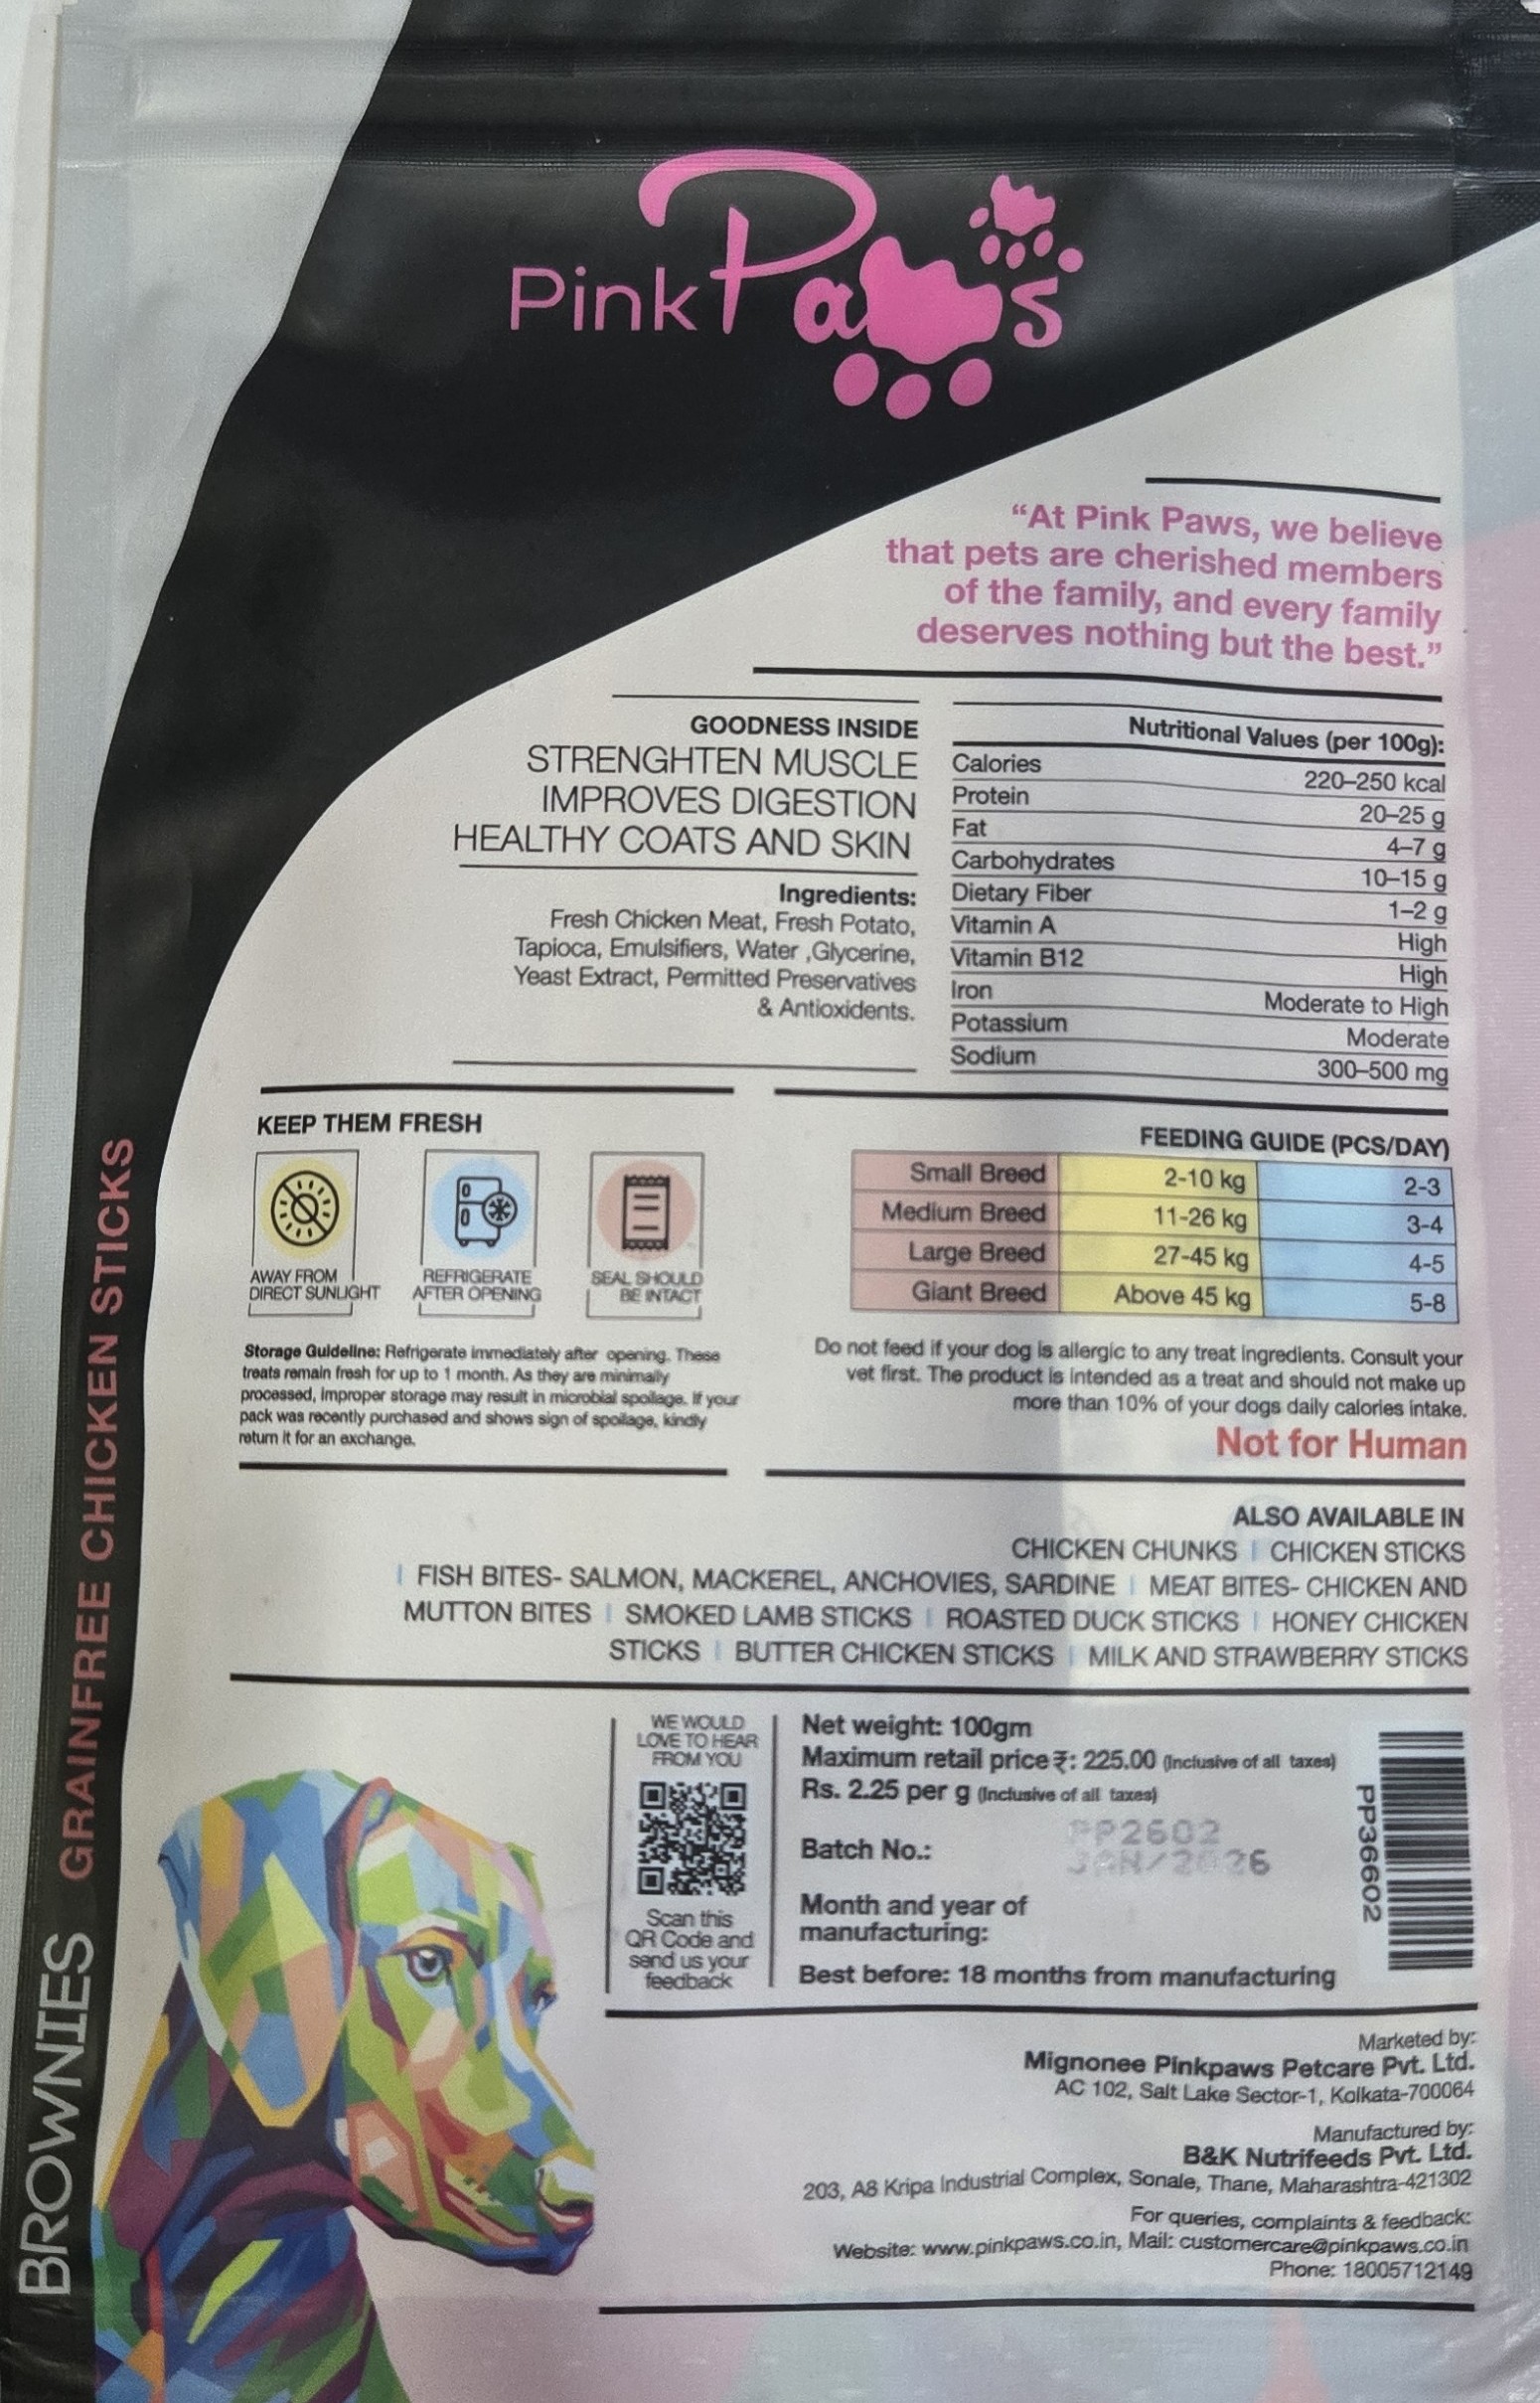 Pink Paws
“At Pink Paws, we believe
that pets are cherished members
of the family, and every family
deserves nothing but the best.”
GOODNESS INSIDE
STRENGHTEN MUSCLE
IMPROVES DIGESTION
HEALTHY COATS AND SKIN
Ingredients:
Fresh Chicken Meat, Fresh Potato,
Tapioca, Emulsifiers, Water ,Glycerine,
Yeast Extract, Permitted Preservatives
& Antioxidents.
Nutritional Values (per 100g):
Calories 220–250 kcal
Protein 20–25 g
Fat 4–7 g
Carbohydrates 10–15 g
Dietary Fiber 1–2 g
Vitamin A High
Vitamin B12 High
Iron Moderate to High
Potassium Moderate
Sodium 300–500 mg
KEEP THEM FRESH
AWAY FROM
DIRECT SUNLIGHT
REFRIGERATE
AFTER OPENING
SEAL SHOULD
BE INTACT
Storage Guideline: Refrigerate immediately after opening. These
treats remain fresh for up to 1 month. As they are minimally
processed, improper storage may result in microbial spoilage. If your
pack was recently purchased and shows sign of spoilage, kindly
return it for an exchange.
FEEDING GUIDE (PCS/DAY)
Small Breed 2-10 kg 2-3
Medium Breed 11-26 kg 3-4
Large Breed 27-45 kg 4-5
Giant Breed Above 45 kg 5-8
Do not feed if your dog is allergic to any treat ingredients. Consult your
vet first. The product is intended as a treat and should not make up
more than 10% of your dogs daily calories intake.
Not for Human
ALSO AVAILABLE IN
CHICKEN CHUNKS | CHICKEN STICKS
| FISH BITES- SALMON, MACKEREL, ANCHOVIES, SARDINE | MEAT BITES- CHICKEN AND
MUTTON BITES | SMOKED LAMB STICKS | ROASTED DUCK STICKS | HONEY CHICKEN
STICKS | BUTTER CHICKEN STICKS | MILK AND STRAWBERRY STICKS
WE WOULD
LOVE TO HEAR
FROM YOU
Scan this
QR Code and
send us your
feedback
Net weight: 100gm
Maximum retail price ₹: 225.00 (Inclusive of all taxes)
Rs. 2.25 per g (Inclusive of all taxes)
Batch No.: PP2602
JAN/2026
Month and year of
manufacturing:
Best before: 18 months from manufacturing
PP36602
Marketed by:
Mignonee Pinkpaws Petcare Pvt. Ltd.
AC 102, Salt Lake Sector-1, Kolkata-700064
Manufactured by:
B&K Nutrifeeds Pvt. Ltd.
203, A8 Kripa Industrial Complex, Sonale, Thane, Maharashtra-421302
For queries, complaints & feedback:
Website: www.pinkpaws.co.in, Mail: customercare@pinkpaws.co.in
Phone: 18005712149
BROWNIES GRAINFREE CHICKEN STICKS